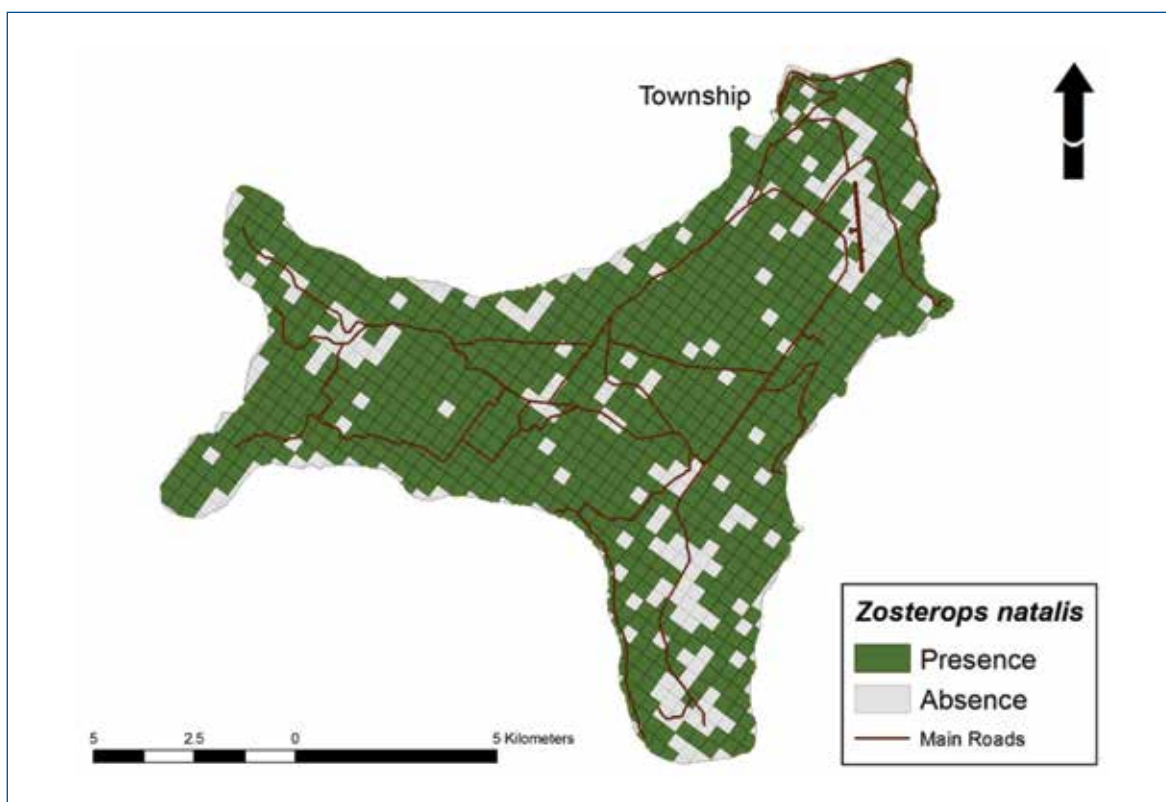 Township
Zosterops natalis
Presence
Absence
Main Roads
5 2.5 0 5 Kilometers